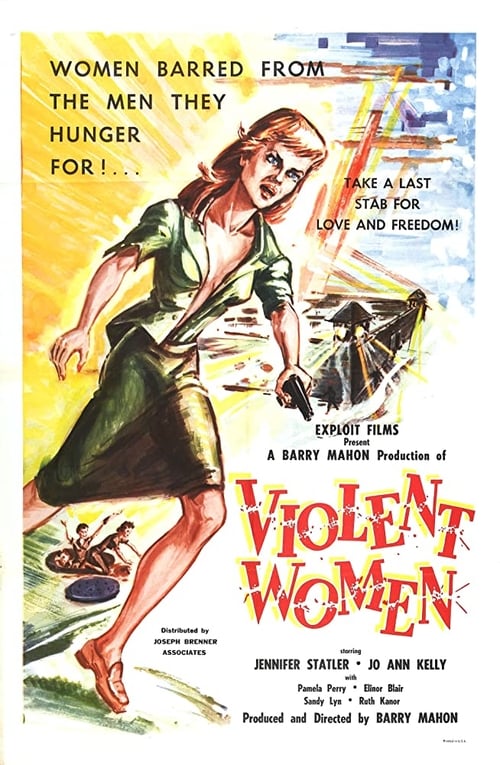 WOMEN BARRED FROM
THE MEN THEY
HUNGER
FOR!...
TAKE A LAST
STAB FOR
LOVE AND FREEDOM!
EXPLOIT FILMS
Present
A BARRY MAHON Production of
VIOLENT
WOMEN
Distributed by
JOSEPH BRENNER
ASSOCIATES
starring
JENNIFER STATLER • JO ANN KELLY
with
Pamela Perry • Elinor Blair
Sandy Lyn • Ruth Kanor
Produced and Directed by BARRY MAHON